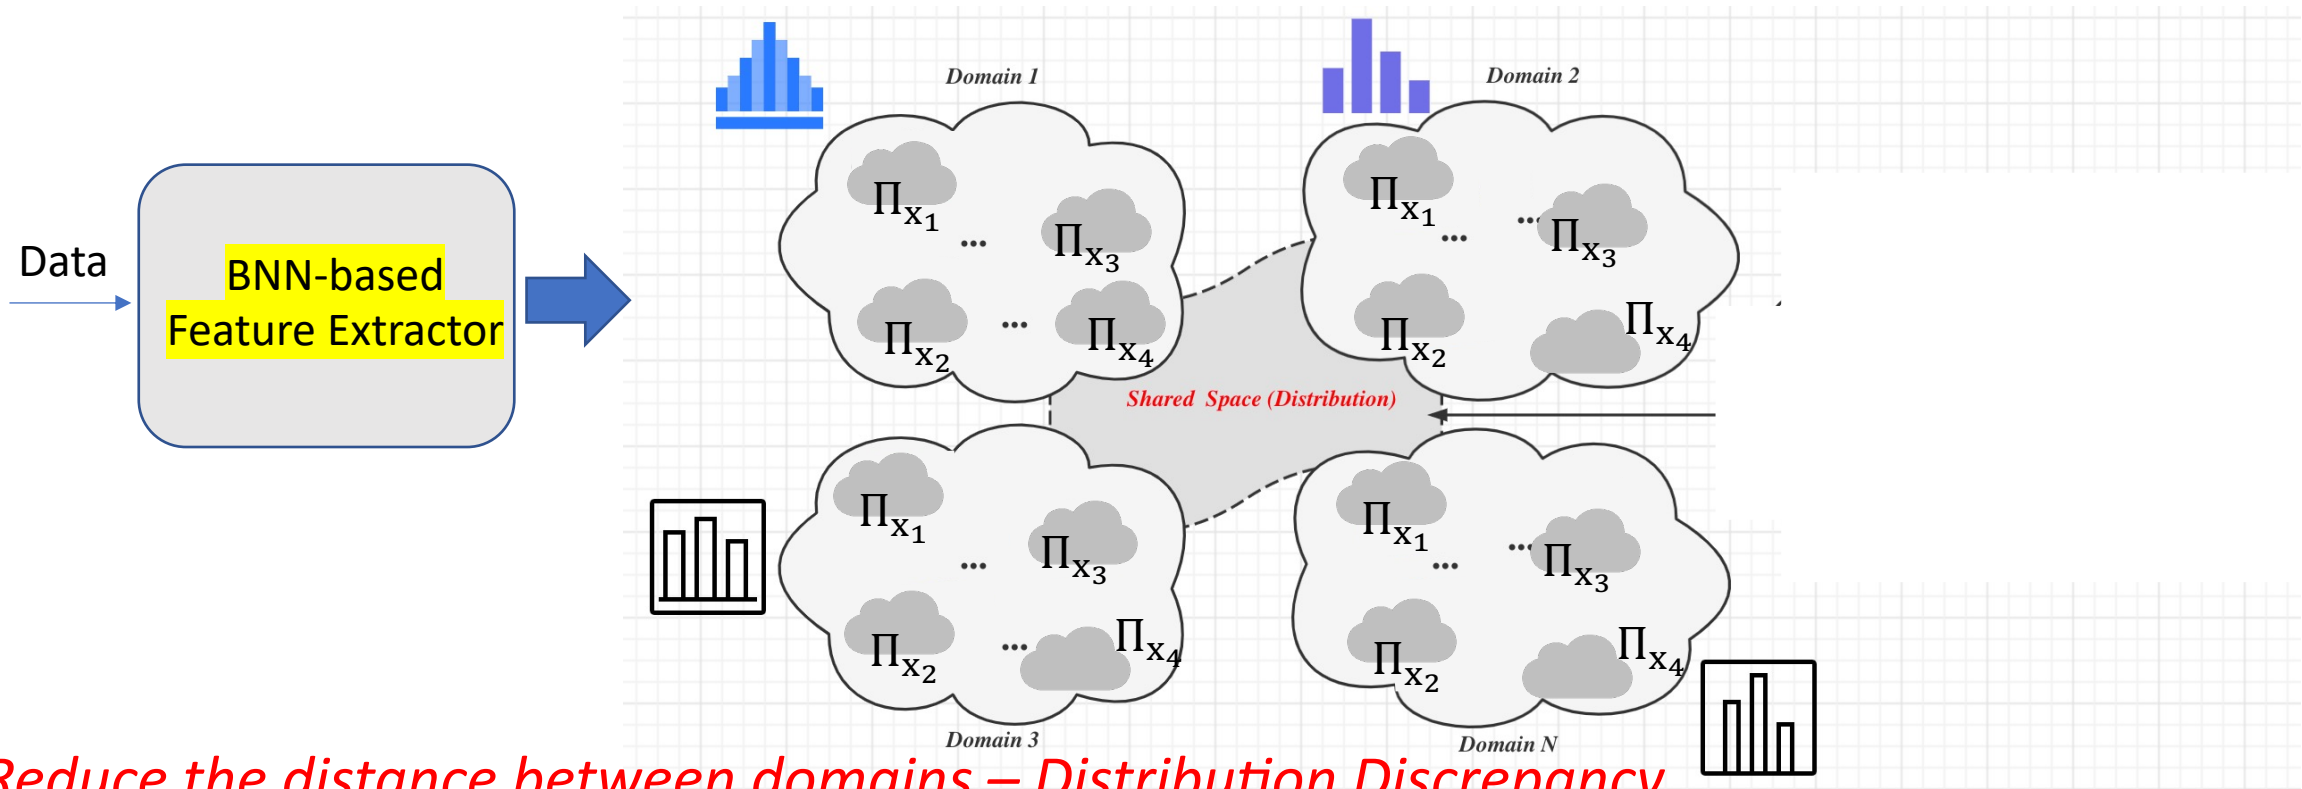 Data
BNN-based
Feature Extractor
Domain 1
Πx₁
...
Πx₃
Πx₂
...
Πx₄
Domain 2
Πx₁
...
...
Πx₃
Πx₂
Πx₄
Shared Space (Distribution)
Πx₁
...
Πx₃
Πx₂
...
Πx₄
Domain 3
Πx₁
...
...
Πx₃
Πx₂
Πx₄
Domain N
Reduce the distance between domains – Distribution Discrepancy